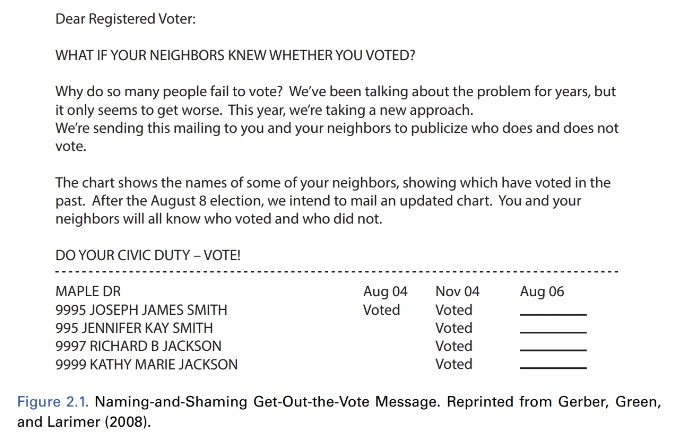 Dear Registered Voter:
WHAT IF YOUR NEIGHBORS KNEW WHETHER YOU VOTED?
Why do so many people fail to vote? We've been talking about the problem for years, but
it only seems to get worse. This year, we're taking a new approach.
We're sending this mailing to you and your neighbors to publicize who does and does not
vote.
The chart shows the names of some of your neighbors, showing which have voted in the
past. After the August 8 election, we intend to mail an updated chart. You and your
neighbors will all know who voted and who did not.
DO YOUR CIVIC DUTY – VOTE!
MAPLE DR Aug 04 Nov 04 Aug 06
9995 JOSEPH JAMES SMITH Voted Voted
995 JENNIFER KAY SMITH Voted
9997 RICHARD B JACKSON Voted
9999 KATHY MARIE JACKSON Voted
Figure 2.1. Naming-and-Shaming Get-Out-the-Vote Message. Reprinted from Gerber, Green,
and Larimer (2008).